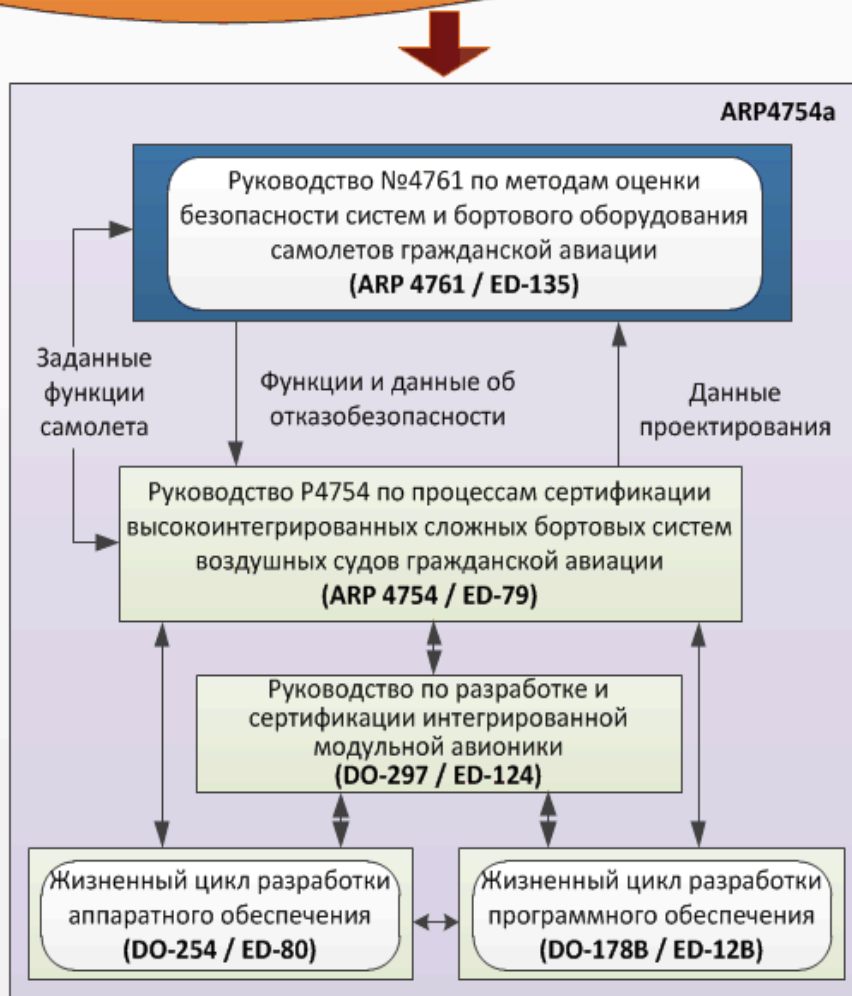 ARP4754a
Руководство №4761 по методам оценки
безопасности систем и бортового оборудования
самолетов гражданской авиации
(ARP 4761 / ED-135)
Заданные
функции
самолета
Функции и данные об
отказобезопасности
Данные
проектирования
Руководство Р4754 по процессам сертификации
высокоинтегрированных сложных бортовых систем
воздушных судов гражданской авиации
(ARP 4754 / ED-79)
Руководство по разработке и
сертификации интегрированной
модульной авионики
(DO-297 / ED-124)
Жизненный цикл разработки
аппаратного обеспечения
(DO-254 / ED-80)
Жизненный цикл разработки
программного обеспечения
(DO-178B / ED-12B)